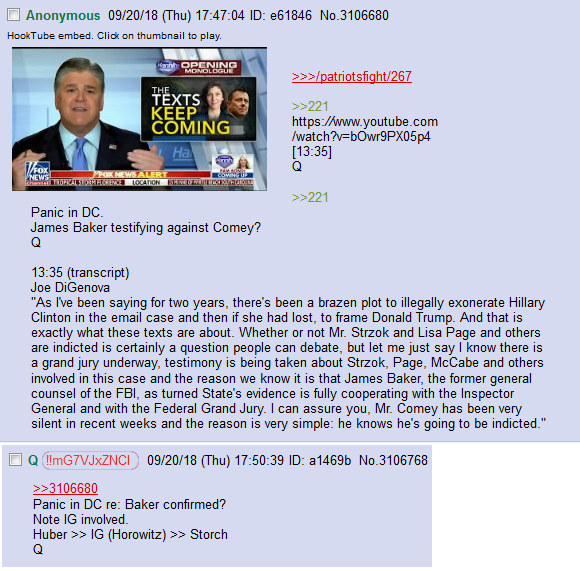 Anonymous 09/20/18 (Thu) 17:47:04 ID: e61846 No.3106680
HookTube embed. Click on thumbnail to play.
Hannity OPENING MONOLOGUE
THE
TEXTS
KEEP
COMING
FOX NEWS channel
FOX NEWS ALERT
COMING UP
TROPICAL STORM FLORENCE LOCATION
>>>/patriotsfight/267
>>221
https://www.youtube.com
/watch?v=bOwr9PX05p4
[13:35]
Q
>>221
Panic in DC.
James Baker testifying against Comey?
Q
13:35 (transcript)
Joe DiGenova
"As I've been saying for two years, there's been a brazen plot to illegally exonerate Hillary
Clinton in the email case and then if she had lost, to frame Donald Trump. And that is
exactly what these texts are about. Whether or not Mr. Strzok and Lisa Page and others
are indicted is certainly a question people can debate, but let me just say I know there is
a grand jury underway, testimony is being taken about Strzok, Page, McCabe and others
involved in this case and the reason we know it is that James Baker, the former general
counsel of the FBI, as turned State's evidence is fully cooperating with the Inspector
General and with the Federal Grand Jury. I can assure you, Mr. Comey has been very
silent in recent weeks and the reason is very simple: he knows he's going to be indicted."
Q !!mG7VJxZNCI 09/20/18 (Thu) 17:50:39 ID: a1469b No.3106768
>>3106680
Panic in DC re: Baker confirmed?
Note IG involved.
Huber >> IG (Horowitz) >> Storch
Q